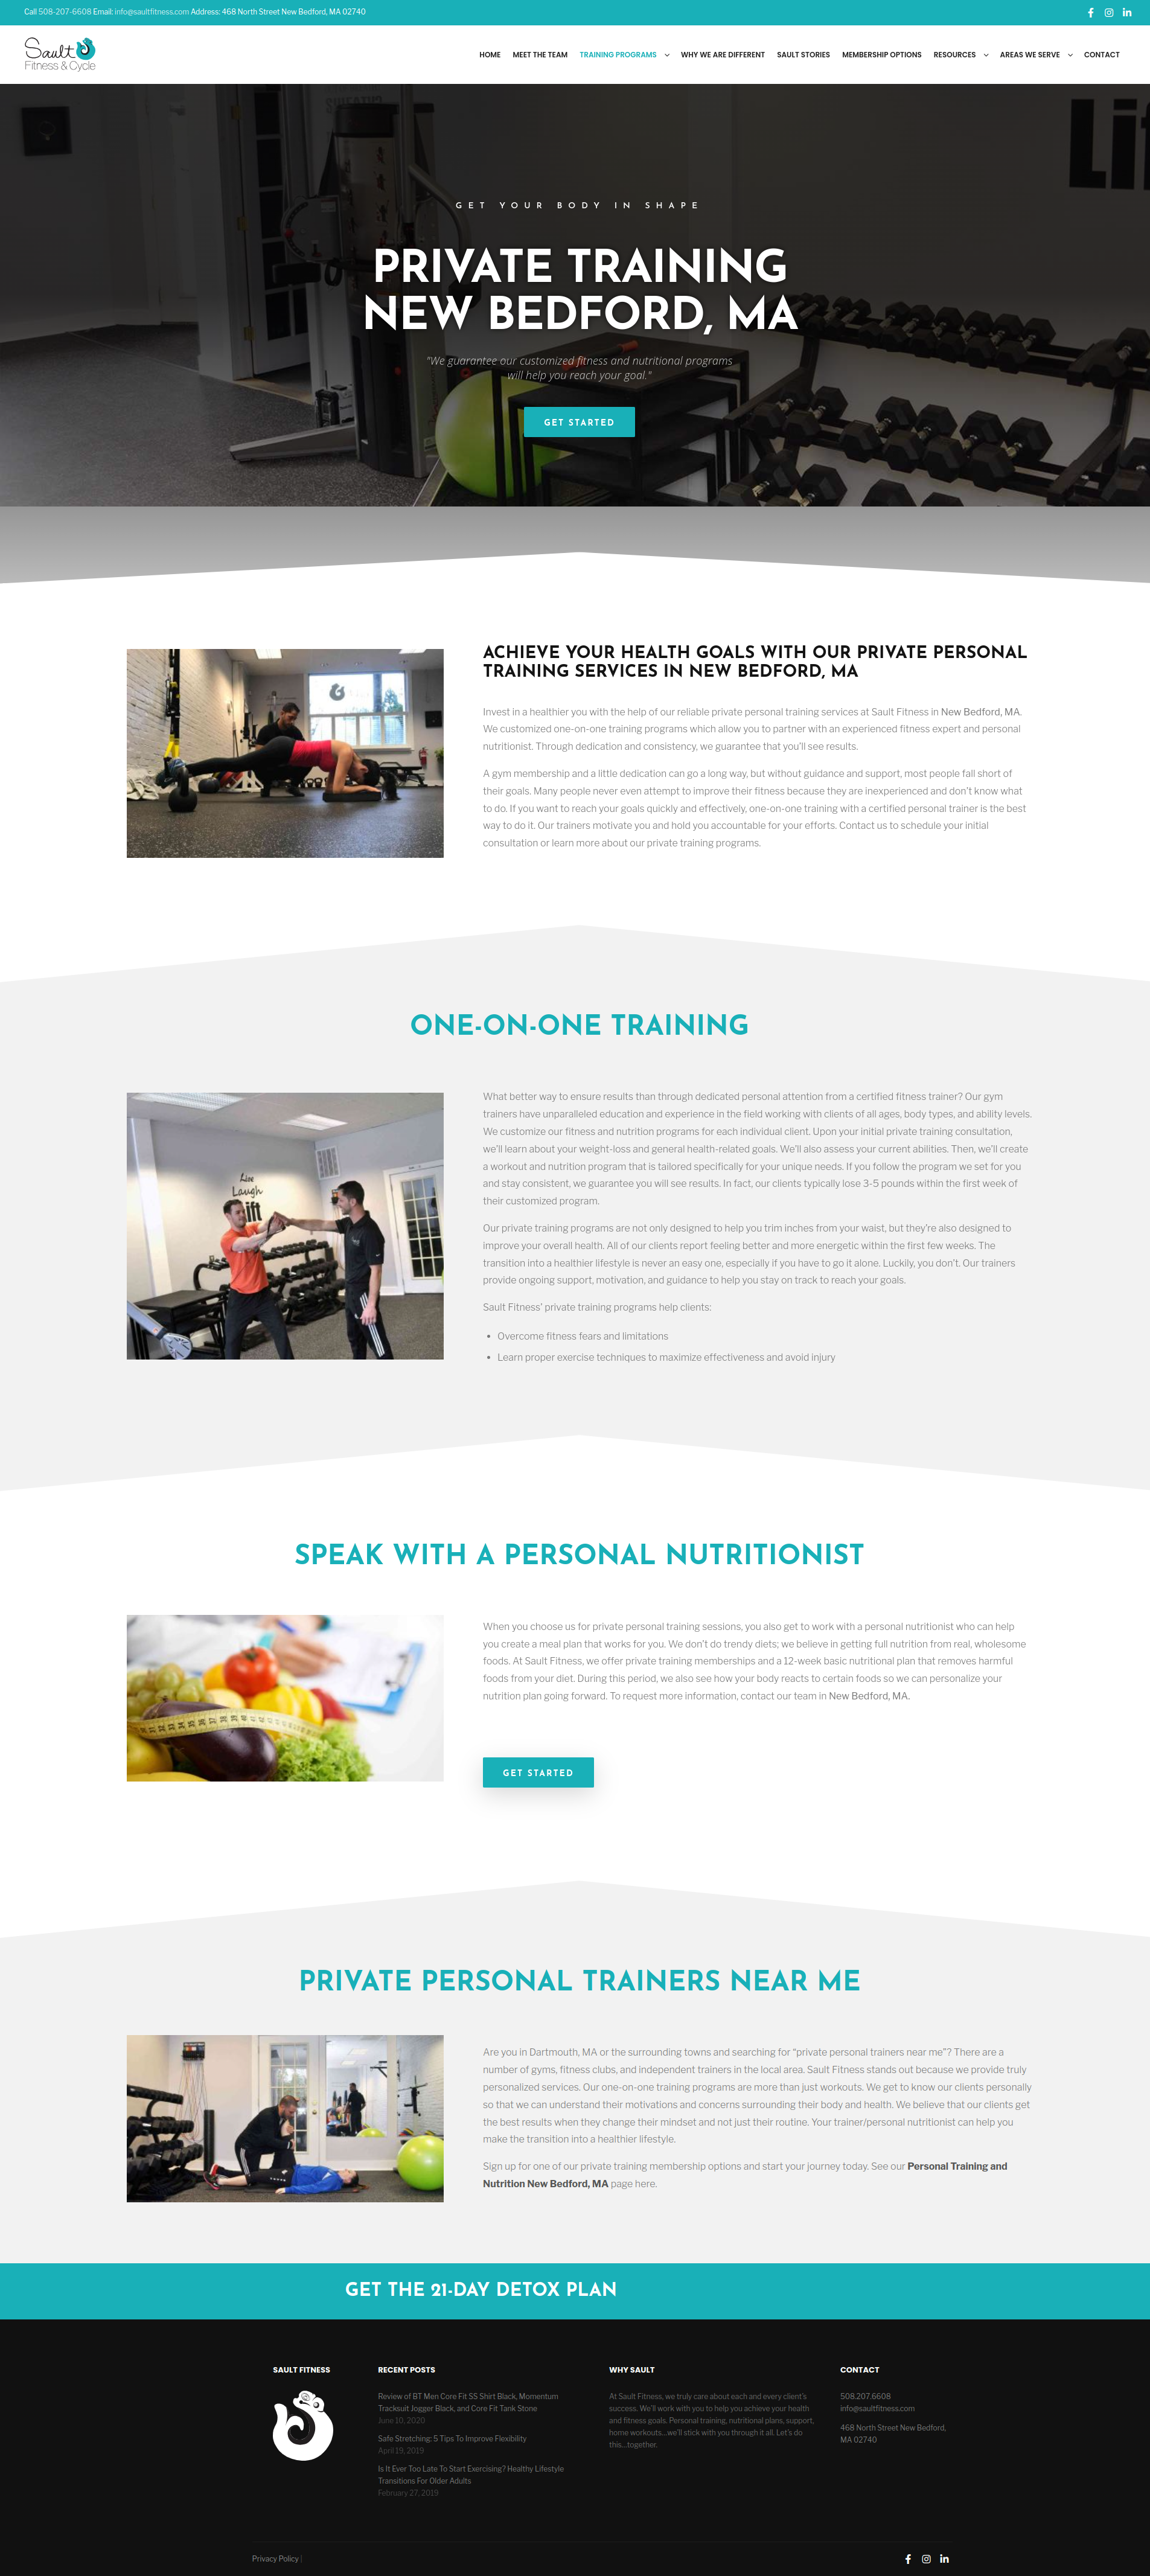 Call 508-207-6608 Email: info@saultfitness.com Address: 468 North Street New Bedford, MA 02740
Sault
Fitness & Cycle
HOME MEET THE TEAM TRAINING PROGRAMS WHY WE ARE DIFFERENT SAULT STORIES MEMBERSHIP OPTIONS RESOURCES AREAS WE SERVE CONTACT
GET YOUR BODY IN SHAPE
PRIVATE TRAINING
NEW BEDFORD, MA
"We guarantee our customized fitness and nutritional programs
will help you reach your goal."
GET STARTED
ACHIEVE YOUR HEALTH GOALS WITH OUR PRIVATE PERSONAL
TRAINING SERVICES IN NEW BEDFORD, MA
Invest in a healthier you with the help of our reliable private personal training services at Sault Fitness in New Bedford, MA.
We customized one-on-one training programs which allow you to partner with an experienced fitness expert and personal
nutritionist. Through dedication and consistency, we guarantee that you'll see results.
A gym membership and a little dedication can go a long way, but without guidance and support, most people fall short of
their goals. Many people never even attempt to improve their fitness because they are inexperienced and don't know what
to do. If you want to reach your goals quickly and effectively, one-on-one training with a certified personal trainer is the best
way to do it. Our trainers motivate you and hold you accountable for your efforts. Contact us to schedule your initial
consultation or learn more about our private training programs.
ONE-ON-ONE TRAINING
Live
Laugh
lift
What better way to ensure results than through dedicated personal attention from a certified fitness trainer? Our gym
trainers have unparalleled education and experience in the field working with clients of all ages, body types, and ability levels.
We customize our fitness and nutrition programs for each individual client. Upon your initial private training consultation,
we'll learn about your weight-loss and general health-related goals. We'll also assess your current abilities. Then, we'll create
a workout and nutrition program that is tailored specifically for your unique needs. If you follow the program we set for you
and stay consistent, we guarantee you will see results. In fact, our clients typically lose 3-5 pounds within the first week of
their customized program.
Our private training programs are not only designed to help you trim inches from your waist, but they're also designed to
improve your overall health. All of our clients report feeling better and more energetic within the first few weeks. The
transition into a healthier lifestyle is never an easy one, especially if you have to go it alone. Luckily, you don't. Our trainers
provide ongoing support, motivation, and guidance to help you stay on track to reach your goals.
Sault Fitness' private training programs help clients:
• Overcome fitness fears and limitations
• Learn proper exercise techniques to maximize effectiveness and avoid injury
SPEAK WITH A PERSONAL NUTRITIONIST
When you choose us for private personal training sessions, you also get to work with a personal nutritionist who can help
you create a meal plan that works for you. We don't do trendy diets; we believe in getting full nutrition from real, wholesome
foods. At Sault Fitness, we offer private training memberships and a 12-week basic nutritional plan that removes harmful
foods from your diet. During this period, we also see how your body reacts to certain foods so we can personalize your
nutrition plan going forward. To request more information, contact our team in New Bedford, MA.
GET STARTED
PRIVATE PERSONAL TRAINERS NEAR ME
Are you in Dartmouth, MA or the surrounding towns and searching for “private personal trainers near me”? There are a
number of gyms, fitness clubs, and independent trainers in the local area. Sault Fitness stands out because we provide truly
personalized services. Our one-on-one training programs are more than just workouts. We get to know our clients personally
so that we can understand their motivations and concerns surrounding their body and health. We believe that our clients get
the best results when they change their mindset and not just their routine. Your trainer/personal nutritionist can help you
make the transition into a healthier lifestyle.
Sign up for one of our private training membership options and start your journey today. See our Personal Training and
Nutrition New Bedford, MA page here.
GET THE 21-DAY DETOX PLAN
SAULT FITNESS
RECENT POSTS
Review of BT Men Core Fit SS Shirt Black, Momentum
Tracksuit Jogger Black, and Core Fit Tank Stone
June 10, 2020
Safe Stretching: 5 Tips To Improve Flexibility
April 19, 2019
Is It Ever Too Late To Start Exercising? Healthy Lifestyle
Transitions For Older Adults
February 27, 2019
WHY SAULT
At Sault Fitness, we truly care about each and every client's
success. We'll work with you to help you achieve your health
and fitness goals. Personal training, nutritional plans, support,
home workouts...we'll stick with you through it all. Let's do
this...together.
CONTACT
508.207.6608
info@saultfitness.com
468 North Street New Bedford,
MA 02740
Privacy Policy |